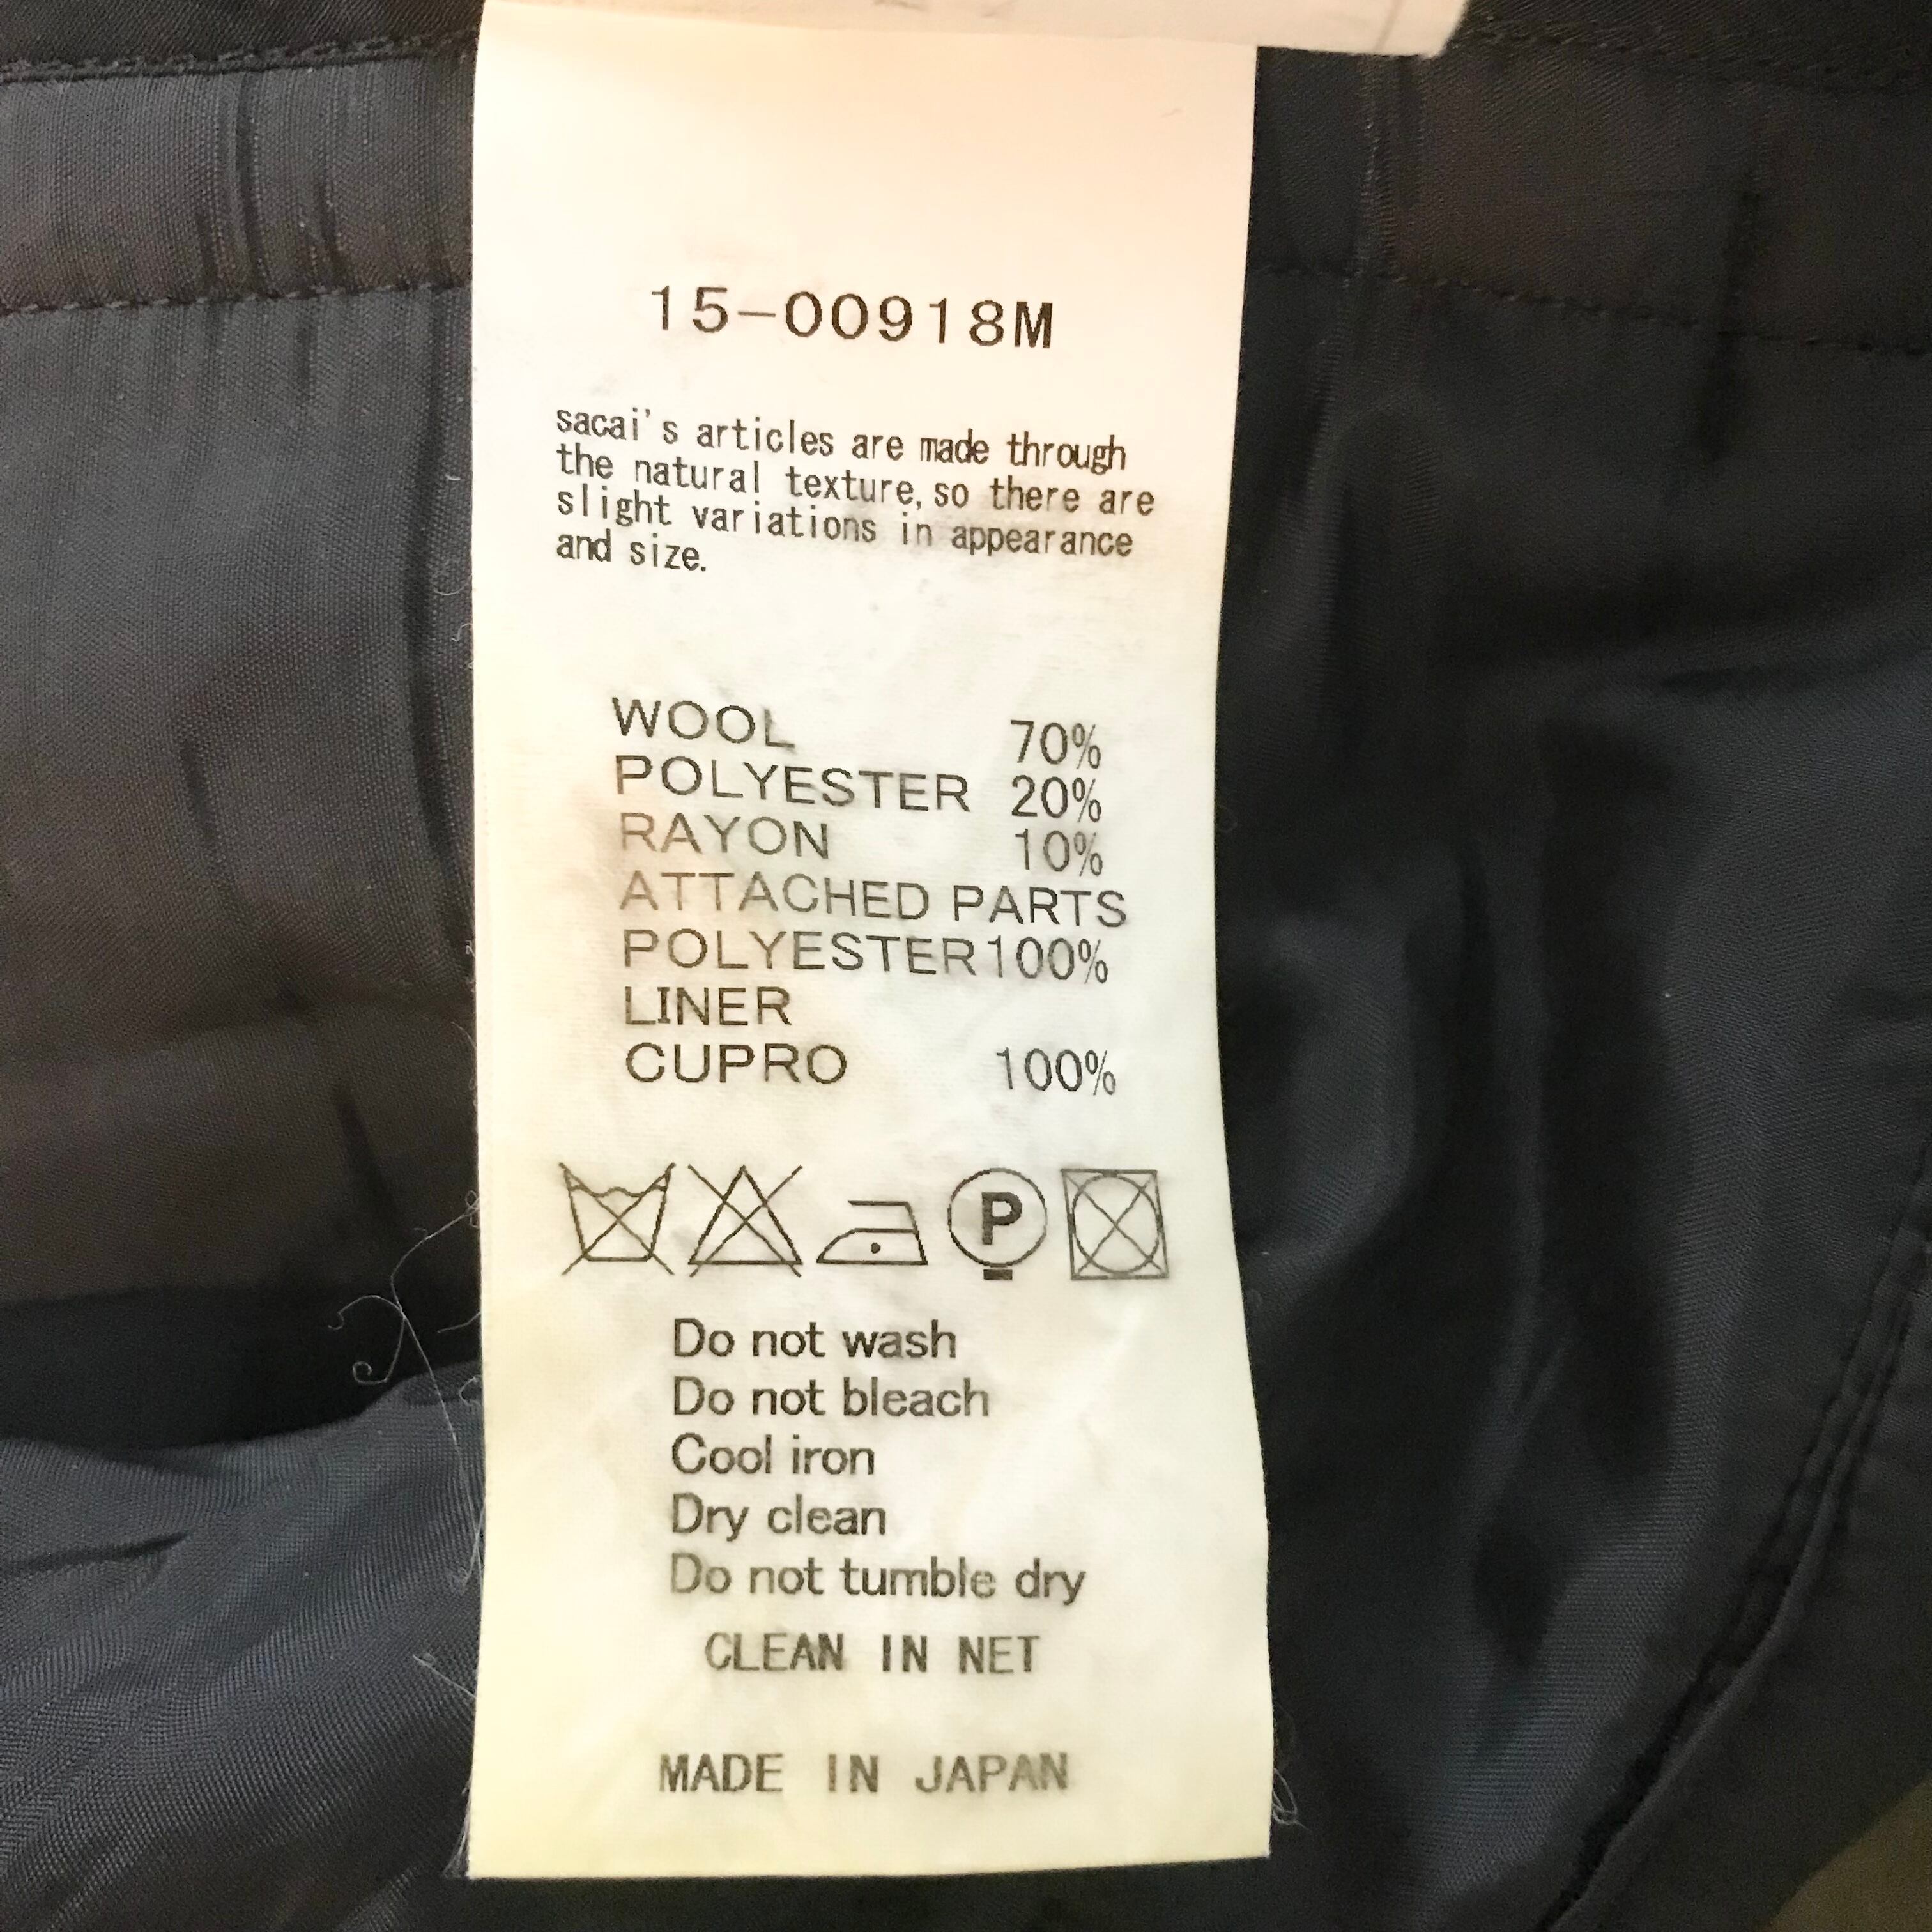 15-00918M
sacai's articles are made through
the natural texture, so there are
slight variations in appearance
and size.
WOOL 70%
POLYESTER 20%
RAYON 10%
ATTACHED PARTS
POLYESTER 100%
LINER
CUPRO 100%
P
Do not wash
Do not bleach
Cool iron
Dry clean
Do not tumble dry
CLEAN IN NET
MADE IN JAPAN